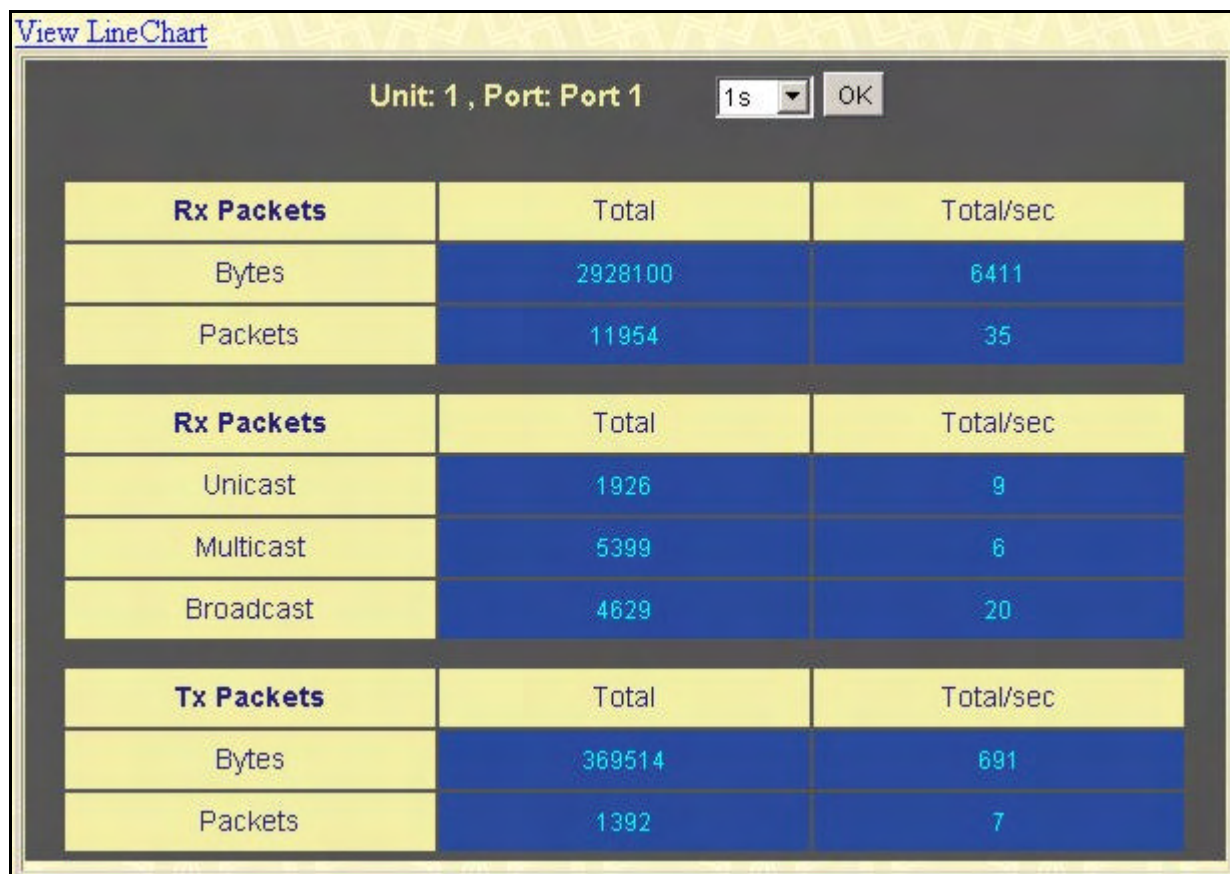 View LineChart
Unit: 1 , Port: Port 1 1s OK
Rx Packets Total Total/sec
Bytes 2928100 6411
Packets 11954 35
Rx Packets Total Total/sec
Unicast 1926 9
Multicast 5399 6
Broadcast 4629 20
Tx Packets Total Total/sec
Bytes 369514 691
Packets 1392 7